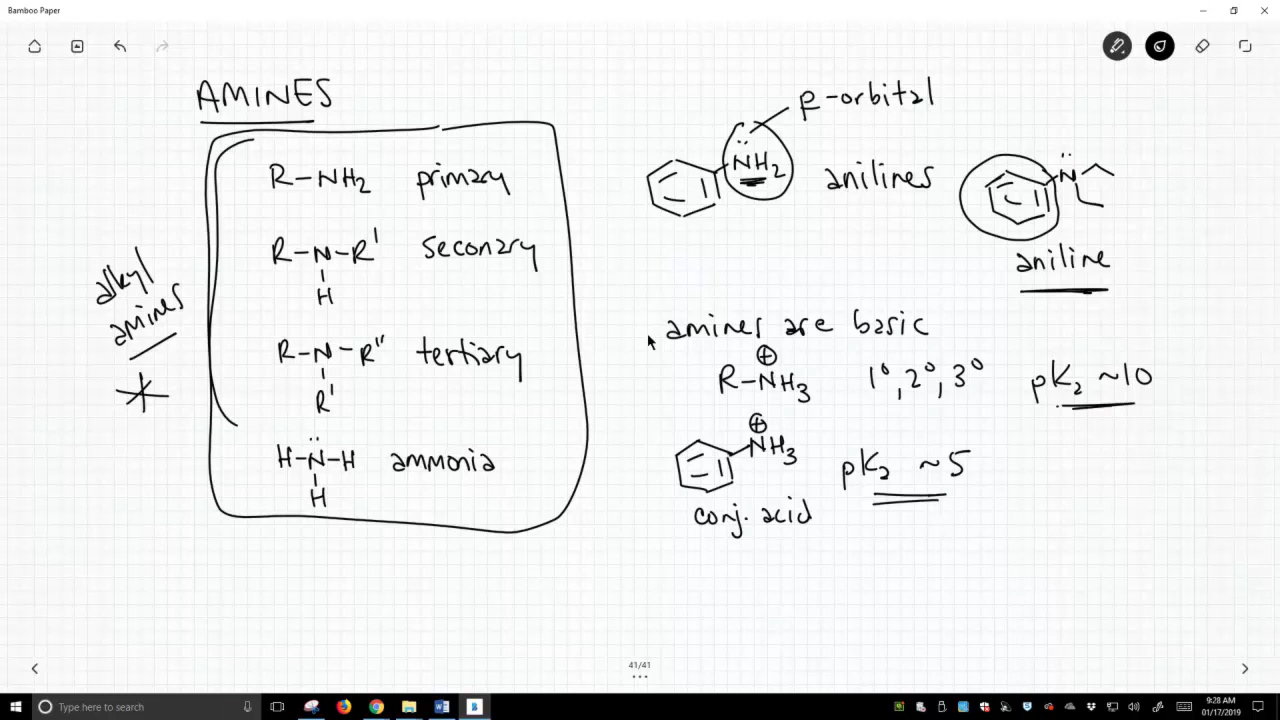 Bamboo Paper
AMINES
R-NH2 primary
R-N-R' seconary
H
R-N-R" tertiary
R'
H-N-H ammonia
H
alkyl
amines
p-orbital
NH2 anilines
N
aniline
amines are basic
⊕
R-NH3 1°, 2°, 3° pKa ~10
⊕
NH3 pKa ~5
conj. acid
41/41
Type here to search
9:28 AM
01/17/2019